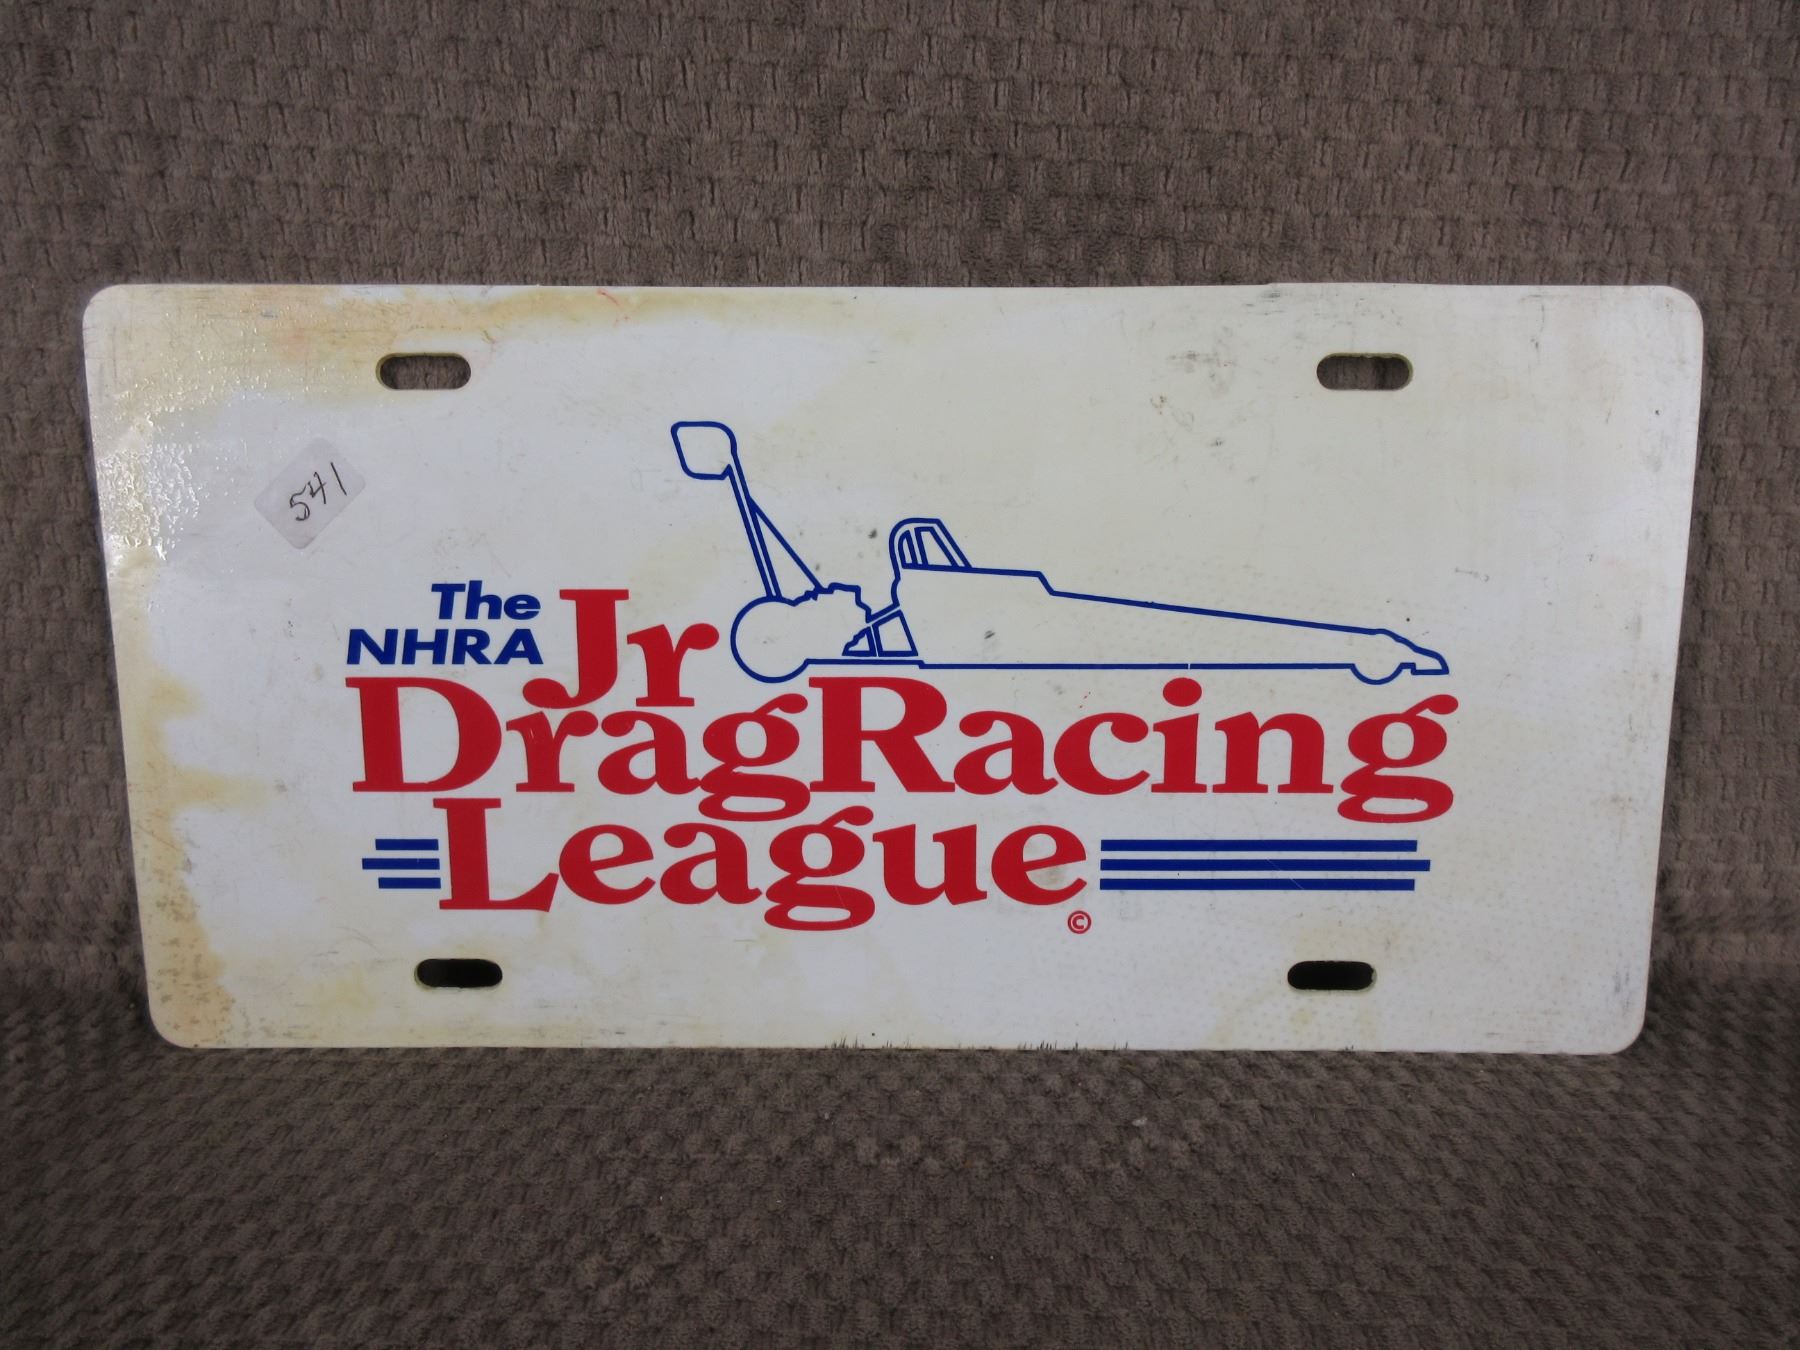 541
The
NHRA Jr
DragRacing
League
©